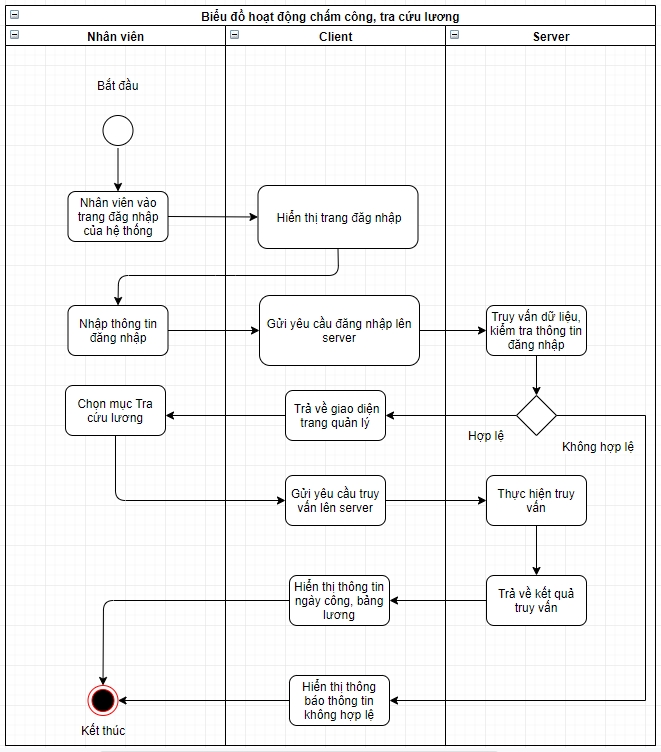 Biểu đồ hoạt động chấm công, tra cứu lương
Nhân viên
Client
Server
Bắt đầu
Nhân viên vào
trang đăg nhập
của hệ thống
Hiển thị trang đăg nhập
Nhập thông tin
đăng nhập
Gửi yêu cầu đăng nhập lên
server
Truy vấn dữ liệu,
kiểm tra thông tin
đăng nhập
Chọn mục Tra
cứu lương
Trả về giao diện
trang quản lý
Hợp lệ
Không hợp lệ
Gửi yêu cầu truy
vấn lên server
Thực hiện truy
vấn
Hiển thị thông tin
ngày công, bảng
lương
Trả về kết quả
truy vấn
Hiển thị thông
báo thông tin
không hợp lệ
Kết thúc